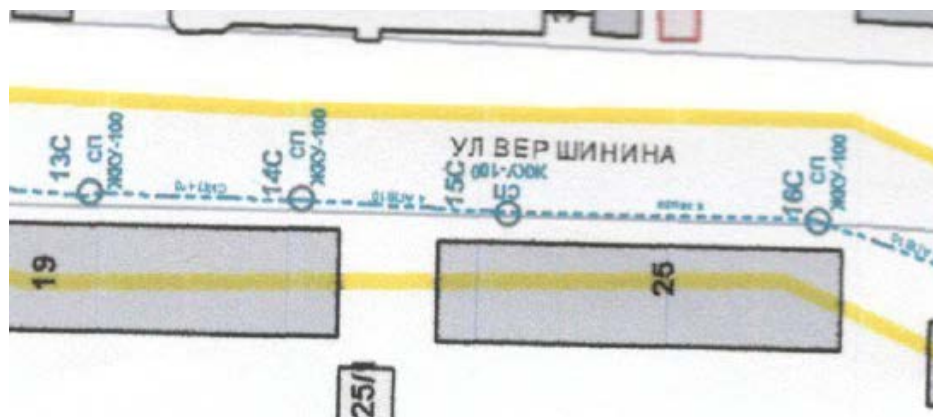 13С
СП
ЖКУ-100
14С
СП
ЖКУ-100
15С
СП
ЖКУ-100
УЛ ВЕРШИНИНА
16С
СП
ЖКУ-100
19
25
25/1